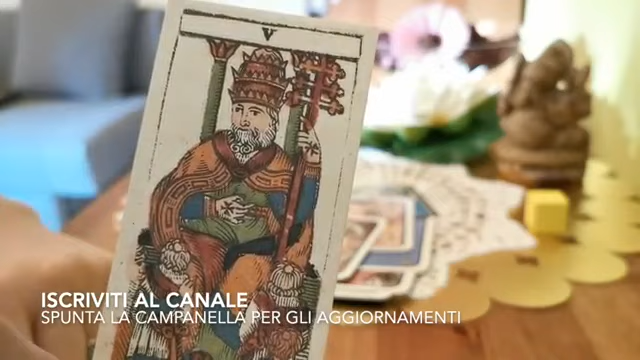 V
ISCRIVITI AL CANALE
SPUNTA LA CAMPANELLA PER GLI AGGIORNAMENTI